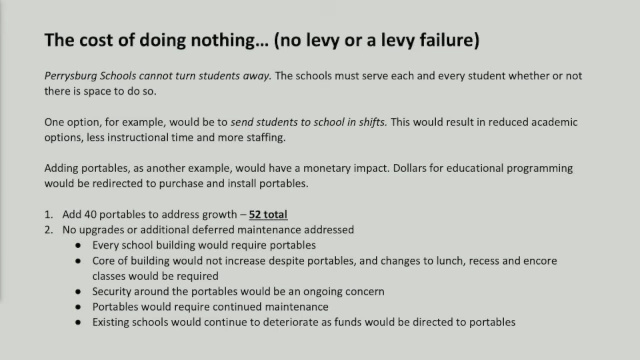 The cost of doing nothing... (no levy or a levy failure)
Perrysburg Schools cannot turn students away. The schools must serve each and every student whether or not
there is space to do so.
One option, for example, would be to send students to school in shifts. This would result in reduced academic
options, less instructional time and more staffing.
Adding portables, as another example, would have a monetary impact. Dollars for educational programming
would be redirected to purchase and install portables.
1. Add 40 portables to address growth – 52 total
2. No upgrades or additional deferred maintenance addressed
● Every school building would require portables
● Core of building would not increase despite portables, and changes to lunch, recess and encore
classes would be required
● Security around the portables would be an ongoing concern
● Portables would require continued maintenance
● Existing schools would continue to deteriorate as funds would be directed to portables